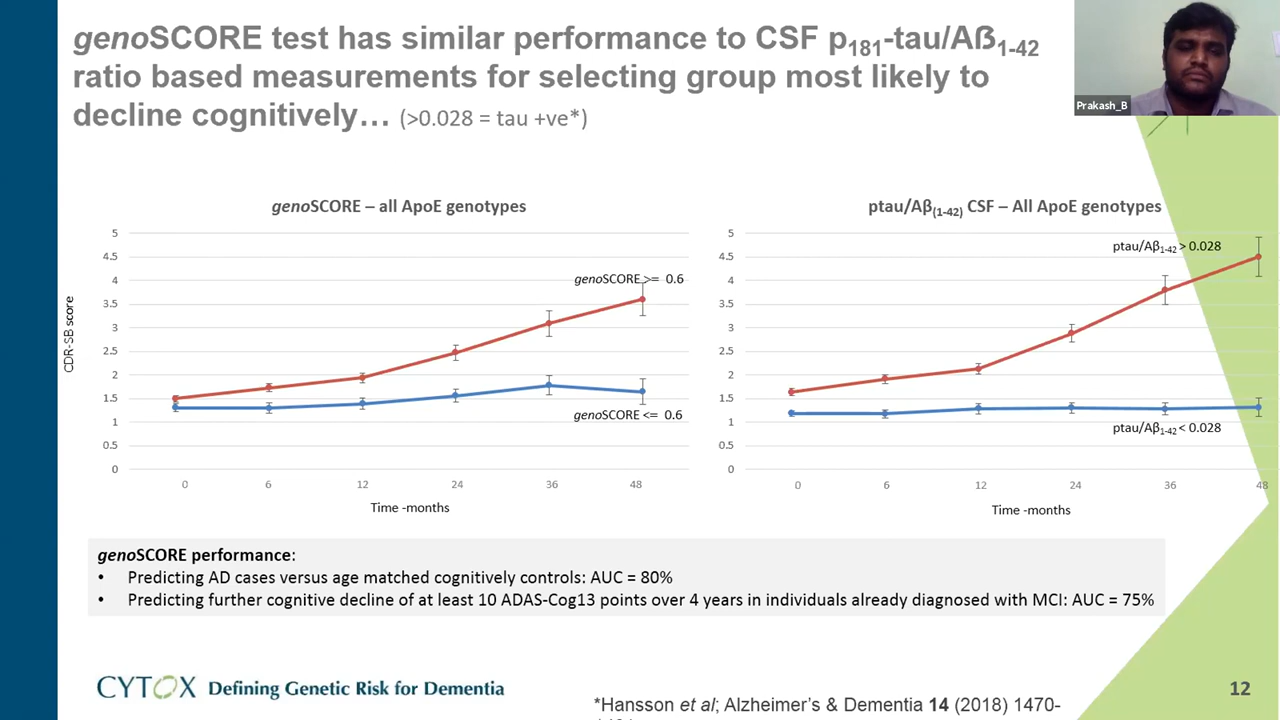 genoSCORE test has similar performance to CSF p181-tau/Aß1-42
ratio based measurements for selecting group most likely to
decline cognitively… (>0.028 = tau +ve*)
Prakash_B
genoSCORE – all ApoE genotypes
CDR-SB score
5
4.5
4
3.5
3
2.5
2
1.5
1
0.5
0
genoSCORE >= 0.6
genoSCORE <= 0.6
0 6 12 24 36 48
Time -months
ptau/Aβ(1-42) CSF – All ApoE genotypes
5
4.5
4
3.5
3
2.5
2
1.5
1
0.5
0
ptau/Aβ1-42 > 0.028
ptau/Aβ1-42 < 0.028
0 6 12 24 36 48
Time -months
genoSCORE performance:
• Predicting AD cases versus age matched cognitively controls: AUC = 80%
• Predicting further cognitive decline of at least 10 ADAS-Cog13 points over 4 years in individuals already diagnosed with MCI: AUC = 75%
CYTOX Defining Genetic Risk for Dementia
12
*Hansson et al; Alzheimer’s & Dementia 14 (2018) 1470-